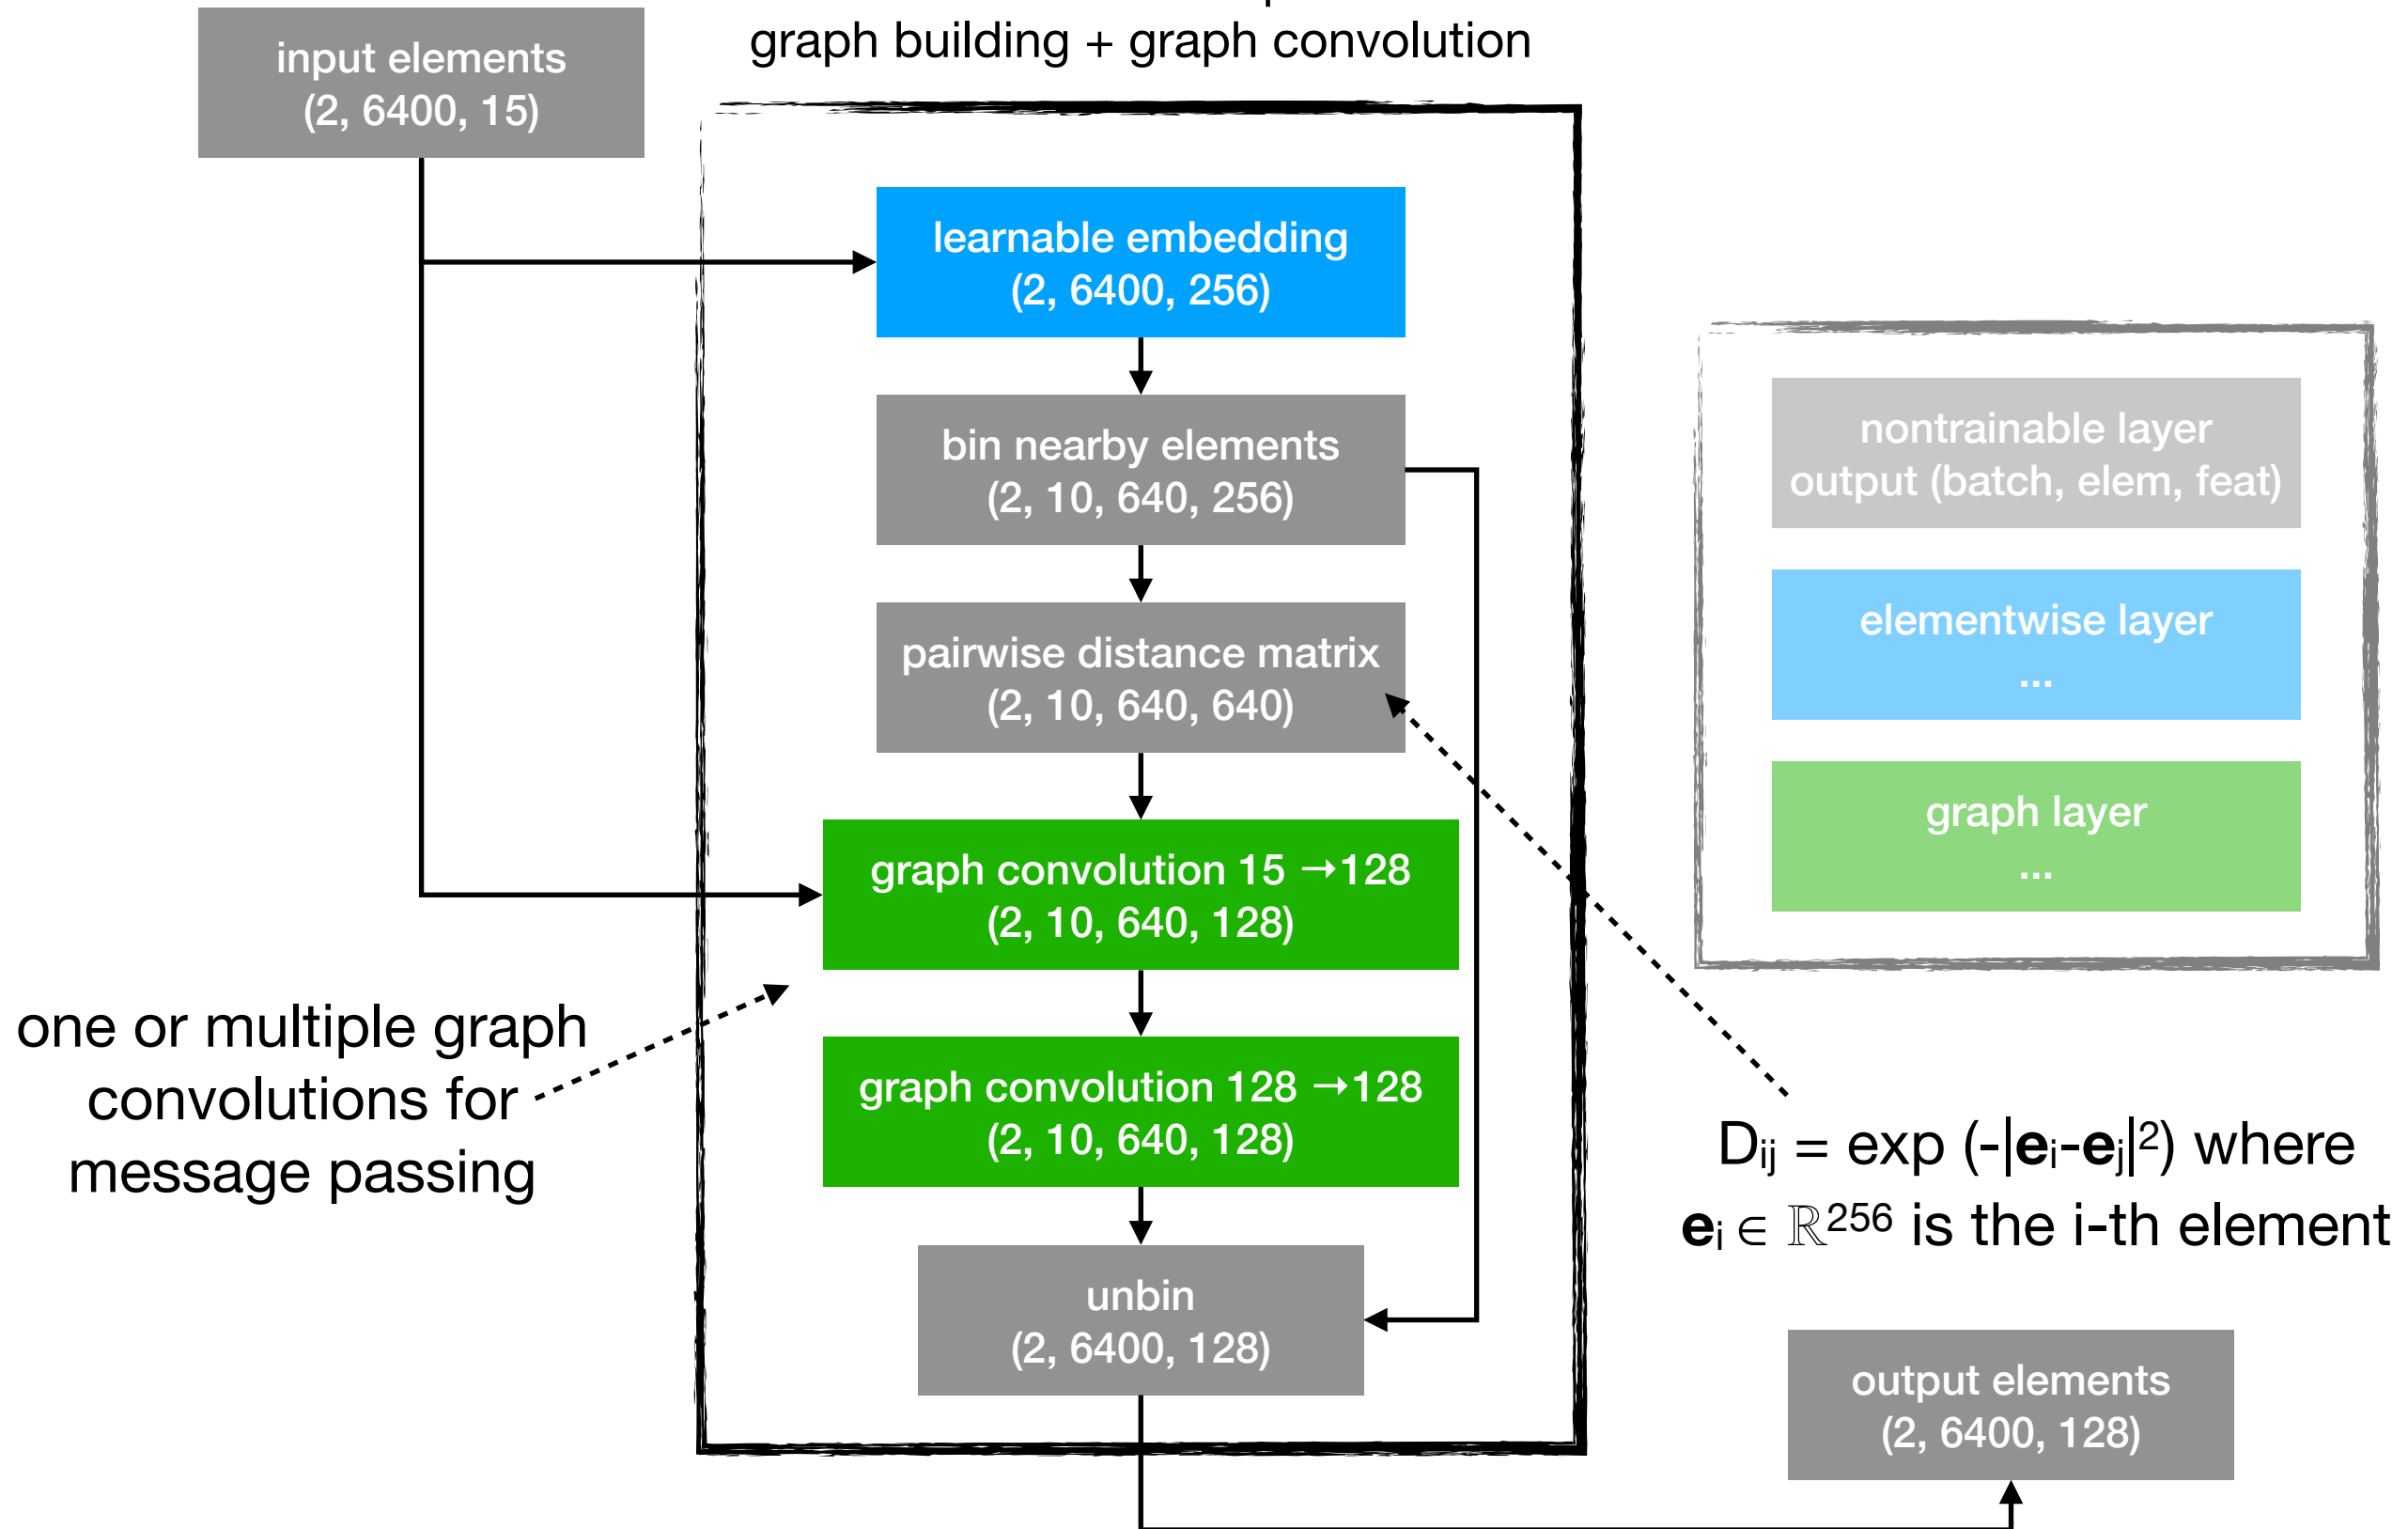 graph building + graph convolution
input elements
(2, 6400, 15)
learnable embedding
(2, 6400, 256)
bin nearby elements
(2, 10, 640, 256)
pairwise distance matrix
(2, 10, 640, 640)
graph convolution 15 →128
(2, 10, 640, 128)
graph convolution 128 →128
(2, 10, 640, 128)
unbin
(2, 6400, 128)
one or multiple graph
convolutions for
message passing
nontrainable layer
output (batch, elem, feat)
elementwise layer
...
graph layer
...
Dᵢⱼ = exp (-|eᵢ-eⱼ|²) where
eᵢ ∈ ℝ²⁵⁶ is the i-th element
output elements
(2, 6400, 128)